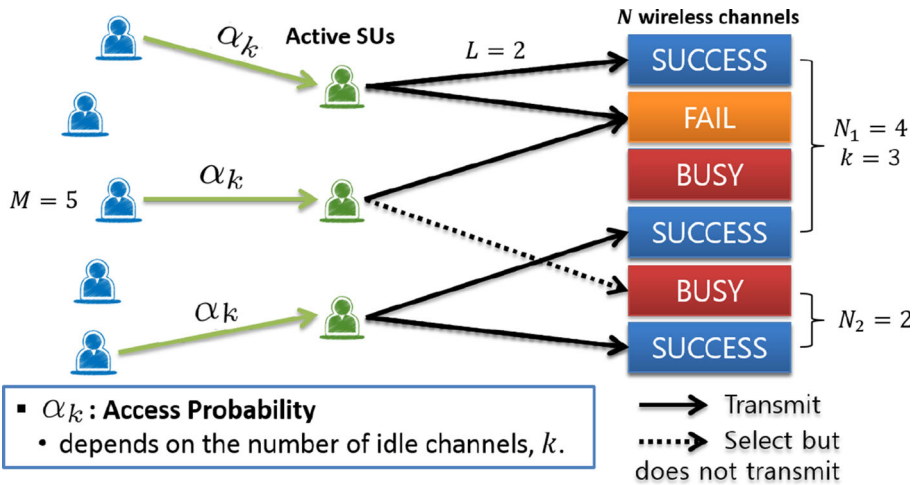 α_k
Active SUs
L = 2
N wireless channels
SUCCESS
FAIL
N_1 = 4
k = 3
BUSY
M = 5
α_k
SUCCESS
BUSY
N_2 = 2
α_k
SUCCESS
▪ α_k : Access Probability
• depends on the number of idle channels, k.
Transmit
Select but
does not transmit